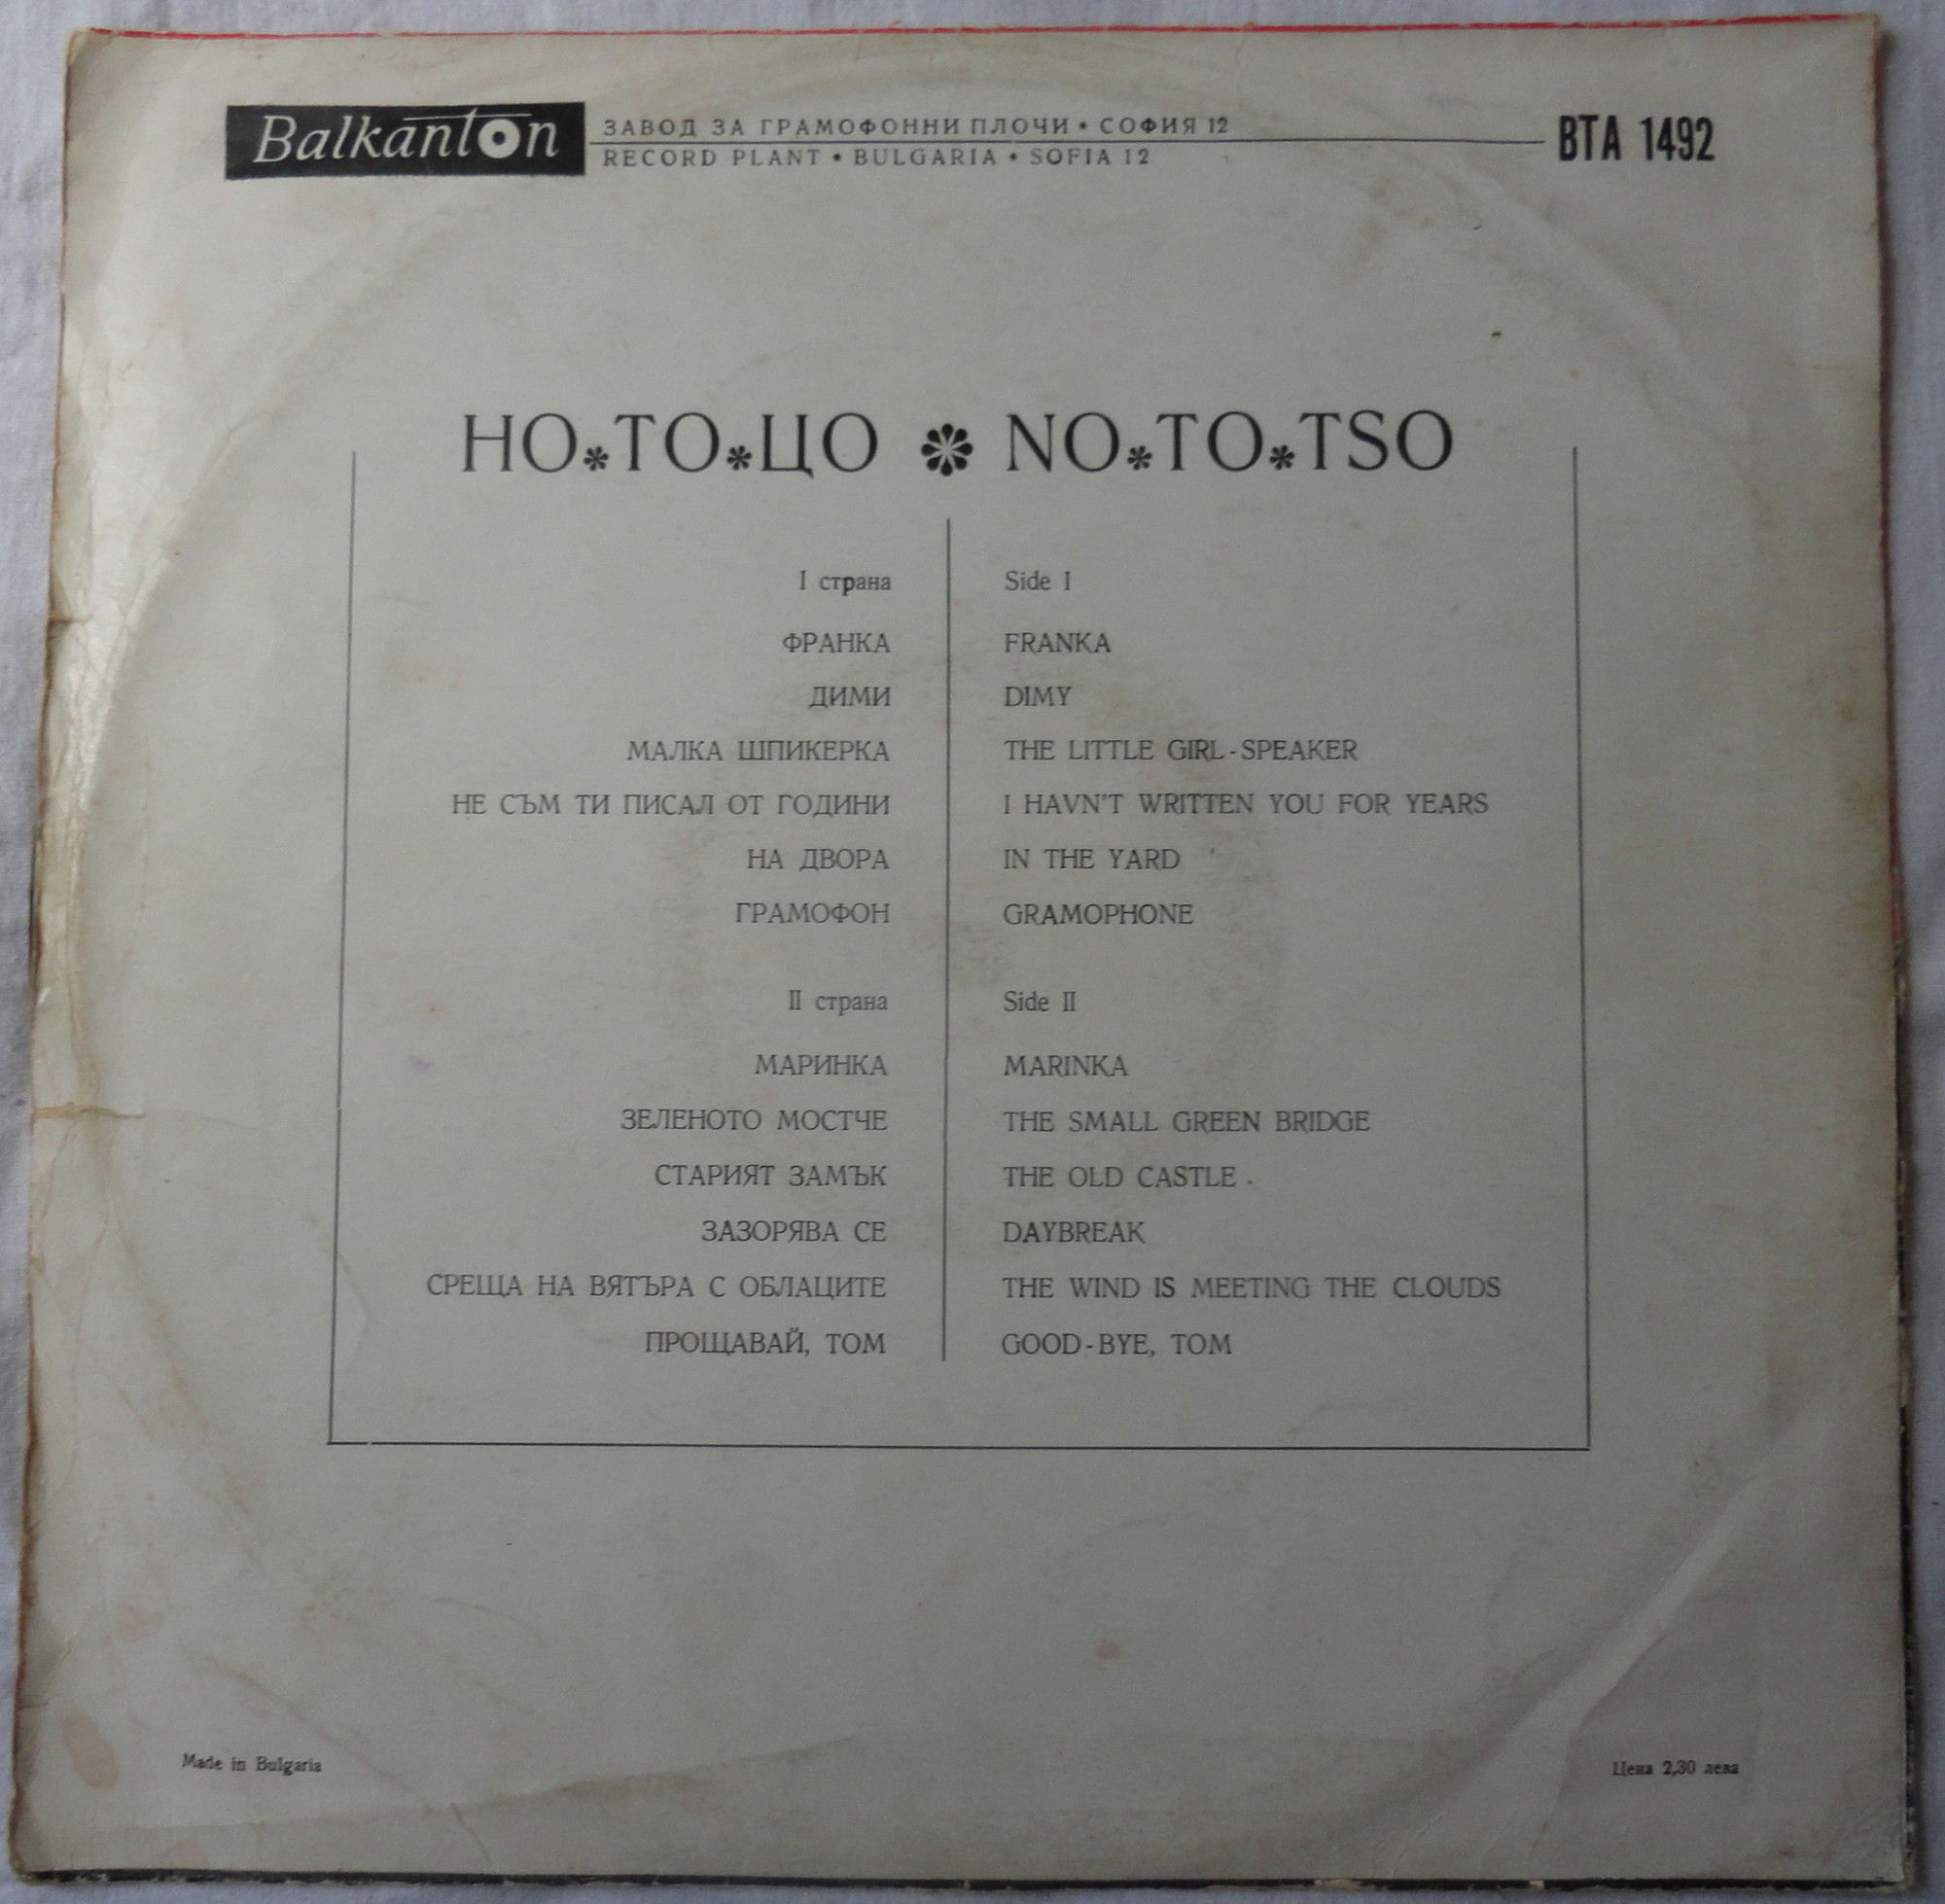 Balkanton
ЗАВОД ЗА ГРАМОФОННИ ПЛОЧИ • СОФИЯ 12
RECORD PLANT • BULGARIA • SOFIA 12
ВТА 1492
НО*ТО*ЦО * NO*TO*TSO
I страна
ФРАНКА
ДИМИ
МАЛКА ШПИКЕРКА
НЕ СЪМ ТИ ПИСАЛ ОТ ГОДИНИ
НА ДВОРА
ГРАМОФОН
II страна
МАРИНКА
ЗЕЛЕНОТО МОСТЧЕ
СТАРИЯТ ЗАМЪК
ЗАЗОРЯВА СЕ
СРЕЩА НА ВЯТЪРА С ОБЛАЦИТЕ
ПРОЩАВАЙ, ТОМ
Side I
FRANKA
DIMY
THE LITTLE GIRL-SPEAKER
I HAVN'T WRITTEN YOU FOR YEARS
IN THE YARD
GRAMOPHONE
Side II
MARINKA
THE SMALL GREEN BRIDGE
THE OLD CASTLE
DAYBREAK
THE WIND IS MEETING THE CLOUDS
GOOD-BYE, TOM
Made in Bulgaria
Цена 2,30 лева